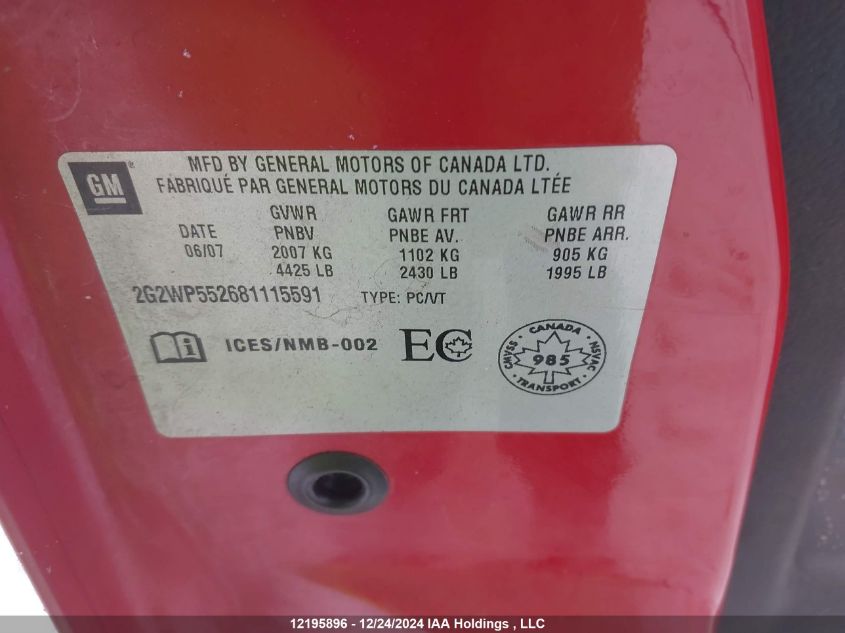 GM ®
MFD BY GENERAL MOTORS OF CANADA LTD.
FABRIQUÉ PAR GENERAL MOTORS DU CANADA LTÉE
GVWR GAWR FRT GAWR RR
DATE PNBV PNBE AV. PNBE ARR.
06/07 2007 KG 1102 KG 905 KG
4425 LB 2430 LB 1995 LB
2G2WP552681115591 TYPE: PC/VT
i ICES/NMB-002 EC
CANADA
CMVSS 985 NSVAC
TRANSPORT
12195896 - 12/24/2024 IAA Holdings , LLC